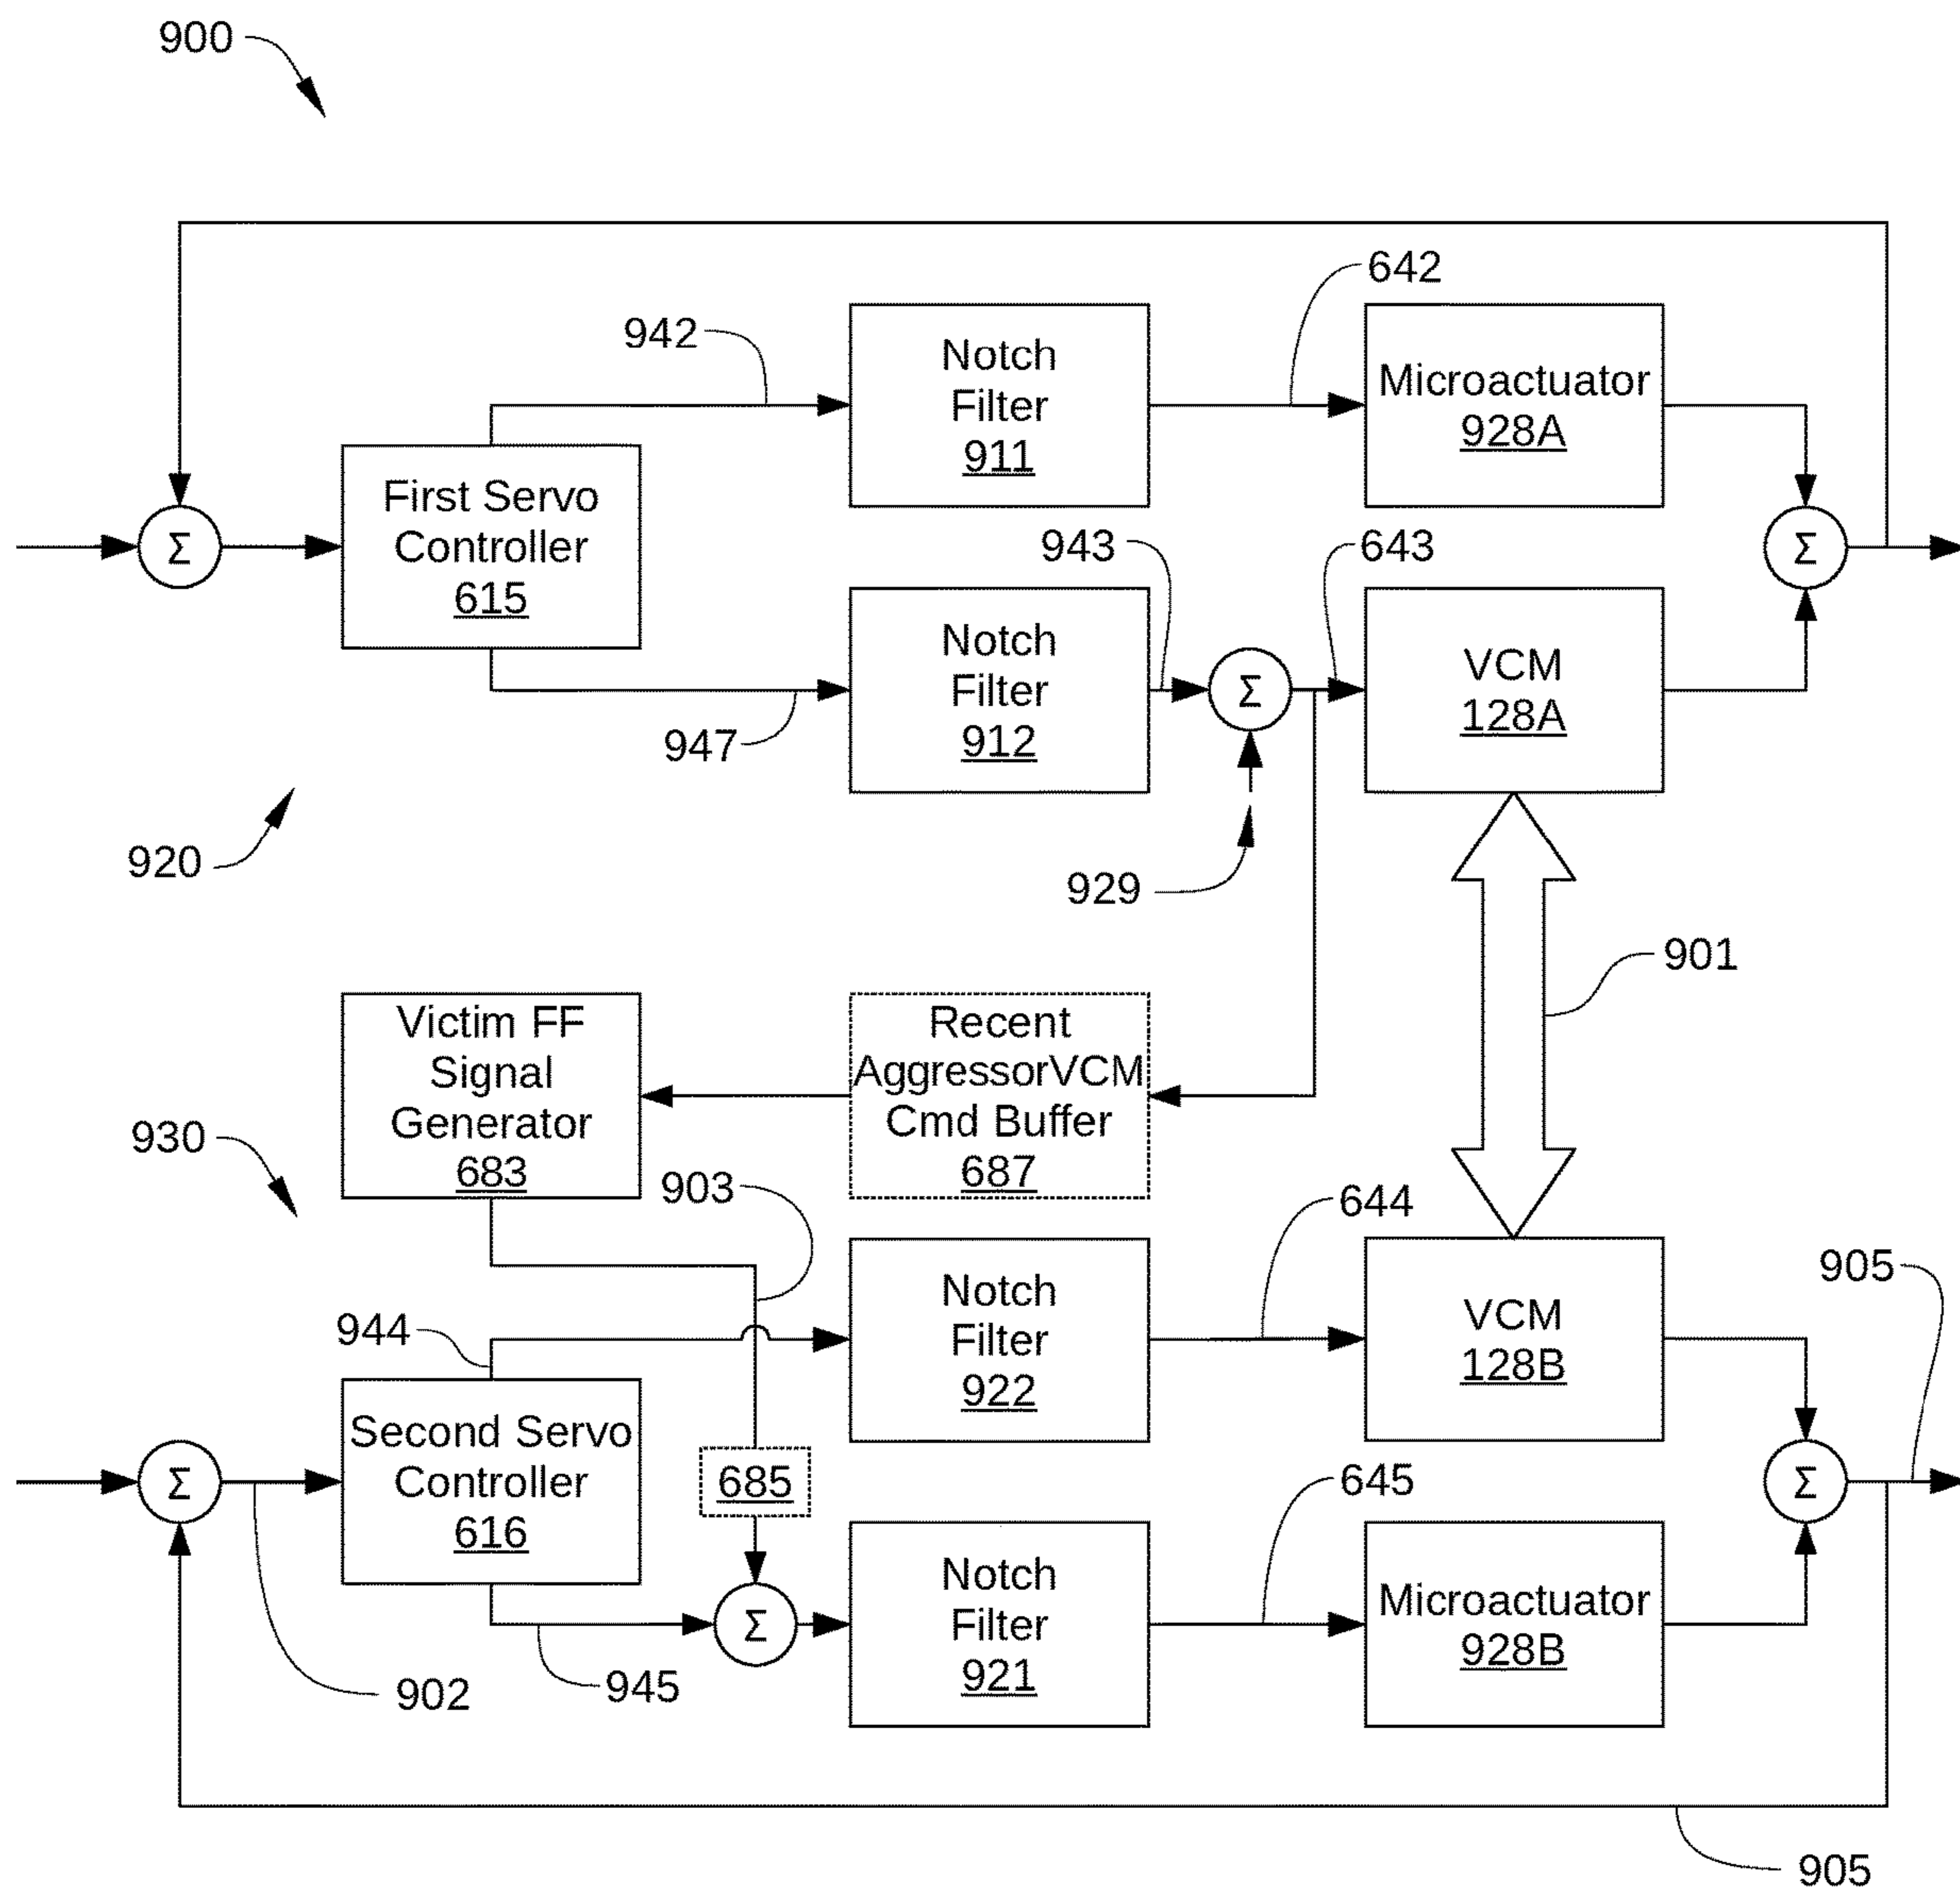 900
642
942
Notch
Filter
911
Microactuator
928A
First Servo
Controller
615
943
643
Σ
Σ
Notch
Filter
912
Σ
VCM
128A
947
920
929
901
Victim FF
Signal
Generator
683
Recent
AggressorVCM
Cmd Buffer
687
930
903
644
905
944
Notch
Filter
922
VCM
128B
Second Servo
Controller
616
685
645
Σ
Σ
Notch
Filter
921
Microactuator
928B
Σ
902
945
905